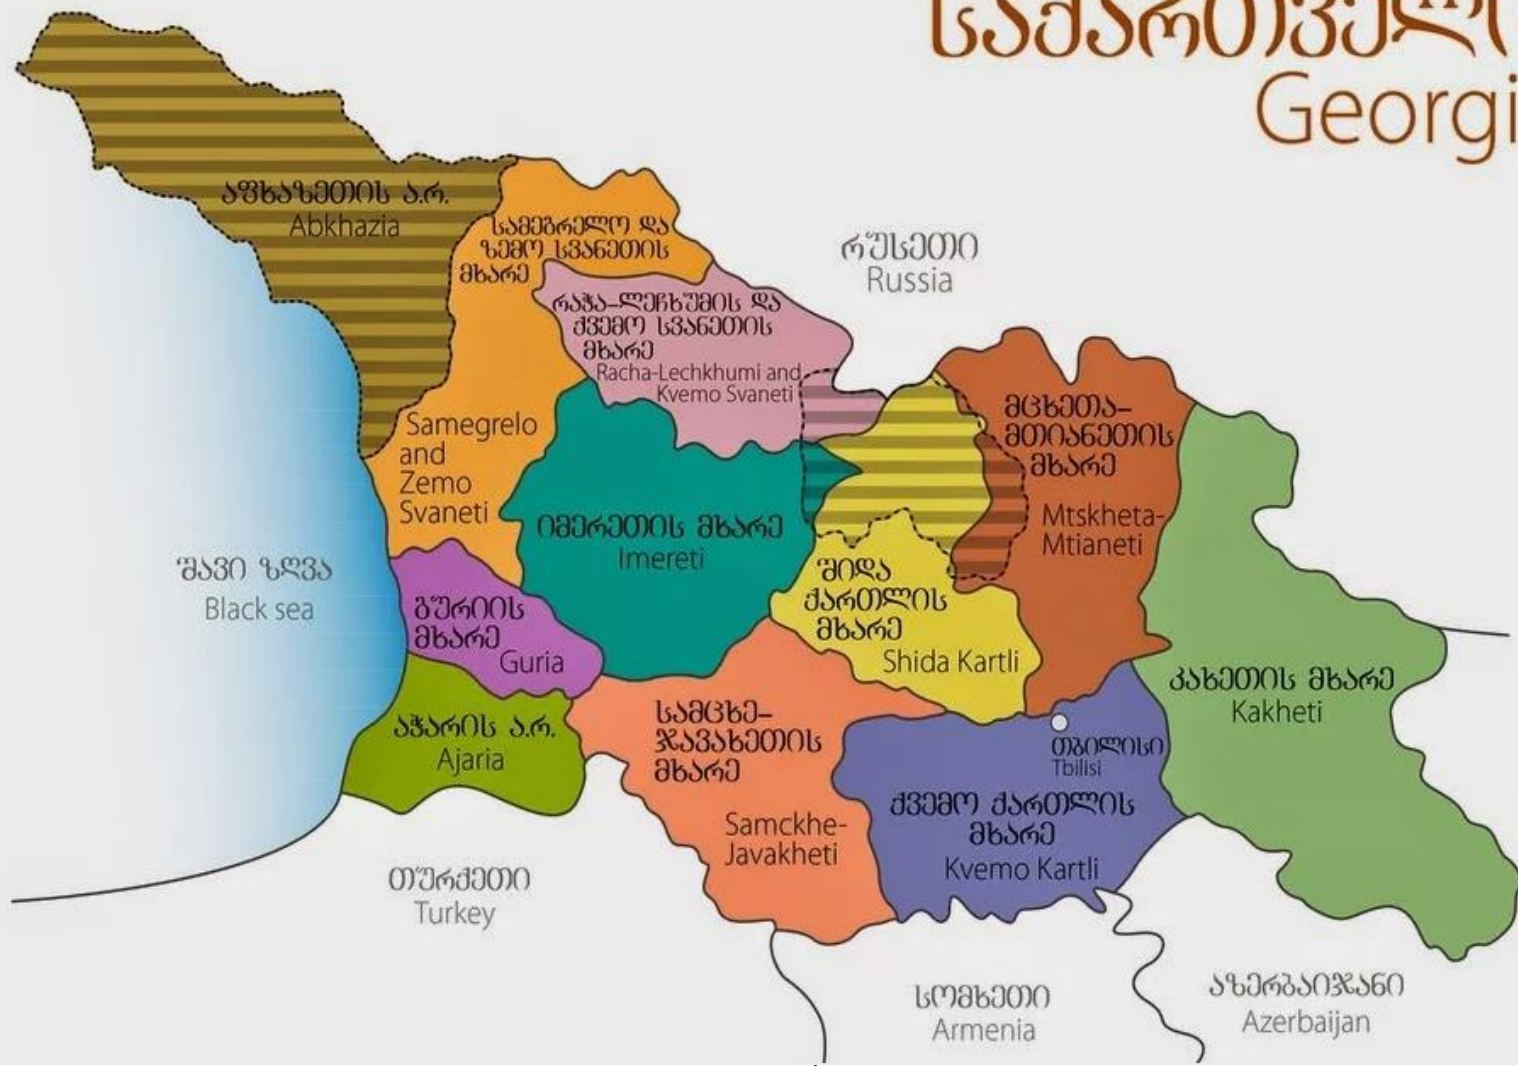 საქართველო
Georgi
აფხაზეთის ა.რ.
Abkhazia
სამეგრელო და
ზემო სვანეთის
მხარე
Samegrelo
and
Zemo
Svaneti
რუსეთი
Russia
რაჭა-ლეჩხუმის და
ქვემო სვანეთის
მხარე
Racha-Lechkhumi and
Kvemo Svaneti
მცხეთა-
მთიანეთის
მხარე
Mtskheta-
Mtianeti
იმერეთის მხარე
Imereti
შავი ზღვა
Black sea
გურიის
მხარე
Guria
შიდა
ქართლის
მხარე
Shida Kartli
კახეთის მხარე
Kakheti
აჭარის ა.რ.
Ajaria
სამცხე-
ჯავახეთის
მხარე
Samckhe-
Javakheti
თბილისი
Tbilisi
ქვემო ქართლის
მხარე
Kvemo Kartli
თურქეთი
Turkey
სომხეთი
Armenia
აზერბაიჯანი
Azerbaijan